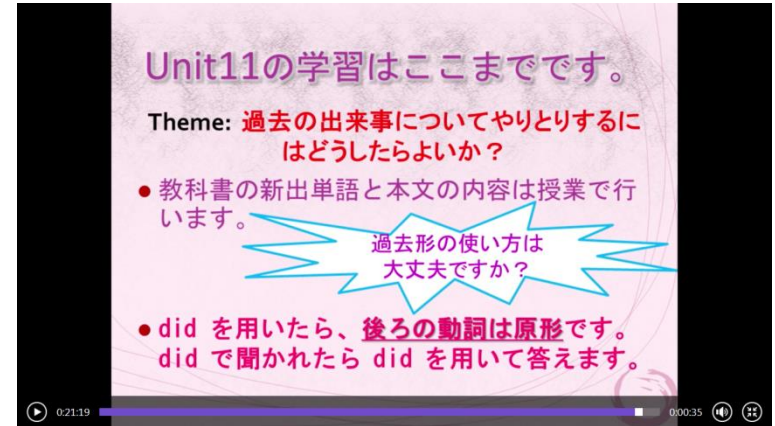 Unit11の学習はここまでです。
Theme: 過去の出来事についてやりとりするに
はどうしたらよいか？
● 教科書の新出単語と本文の内容は授業で行
います。
過去形の使い方は
大丈夫ですか？
● did を用いたら、後ろの動詞は原形です。
did で聞かれたら did を用いて答えます。
0:21:19
0:00:35